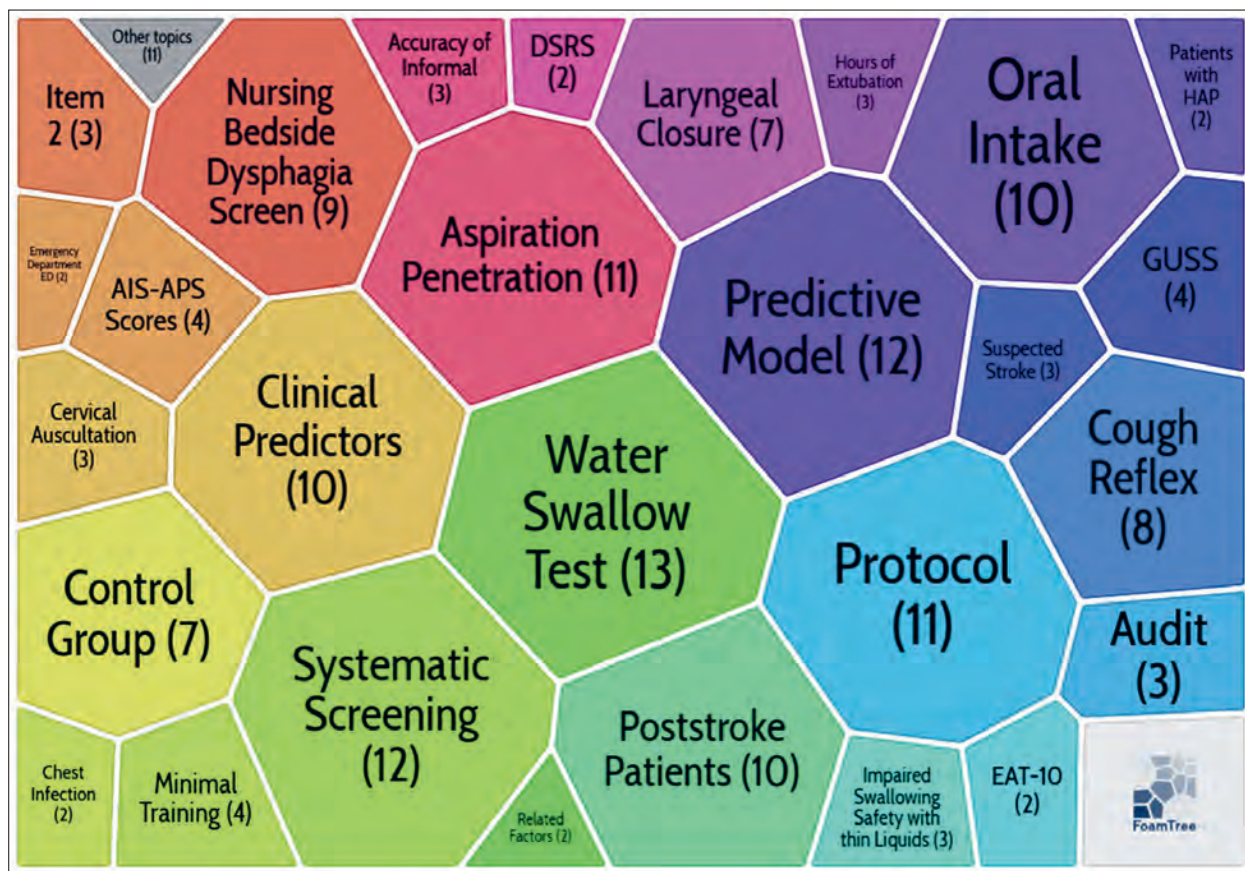 Other topics
(11)
Item
2 (3)
Nursing
Bedside
Dysphagia
Screen (9)
Accuracy of
Informal
(3)
DSRS
(2)
Laryngeal
Closure (7)
Hours of
Extubation
(3)
Oral
Intake
(10)
Patients
with
HAP
(2)
Emergency
Department
ED (2)
AIS-APS
Scores (4)
Aspiration
Penetration (11)
Predictive
Model (12)
GUSS
(4)
Suspected
Stroke (3)
Cervical
Auscultation
(3)
Clinical
Predictors
(10)
Water
Swallow
Test (13)
Cough
Reflex
(8)
Control
Group (7)
Systematic
Screening
(12)
Protocol
(11)
Audit
(3)
Poststroke
Patients (10)
Chest
Infection
(2)
Minimal
Training (4)
Related
Factors (2)
Impaired
Swallowing
Safety with
thin Liquids (3)
EAT-10
(2)
FoamTree